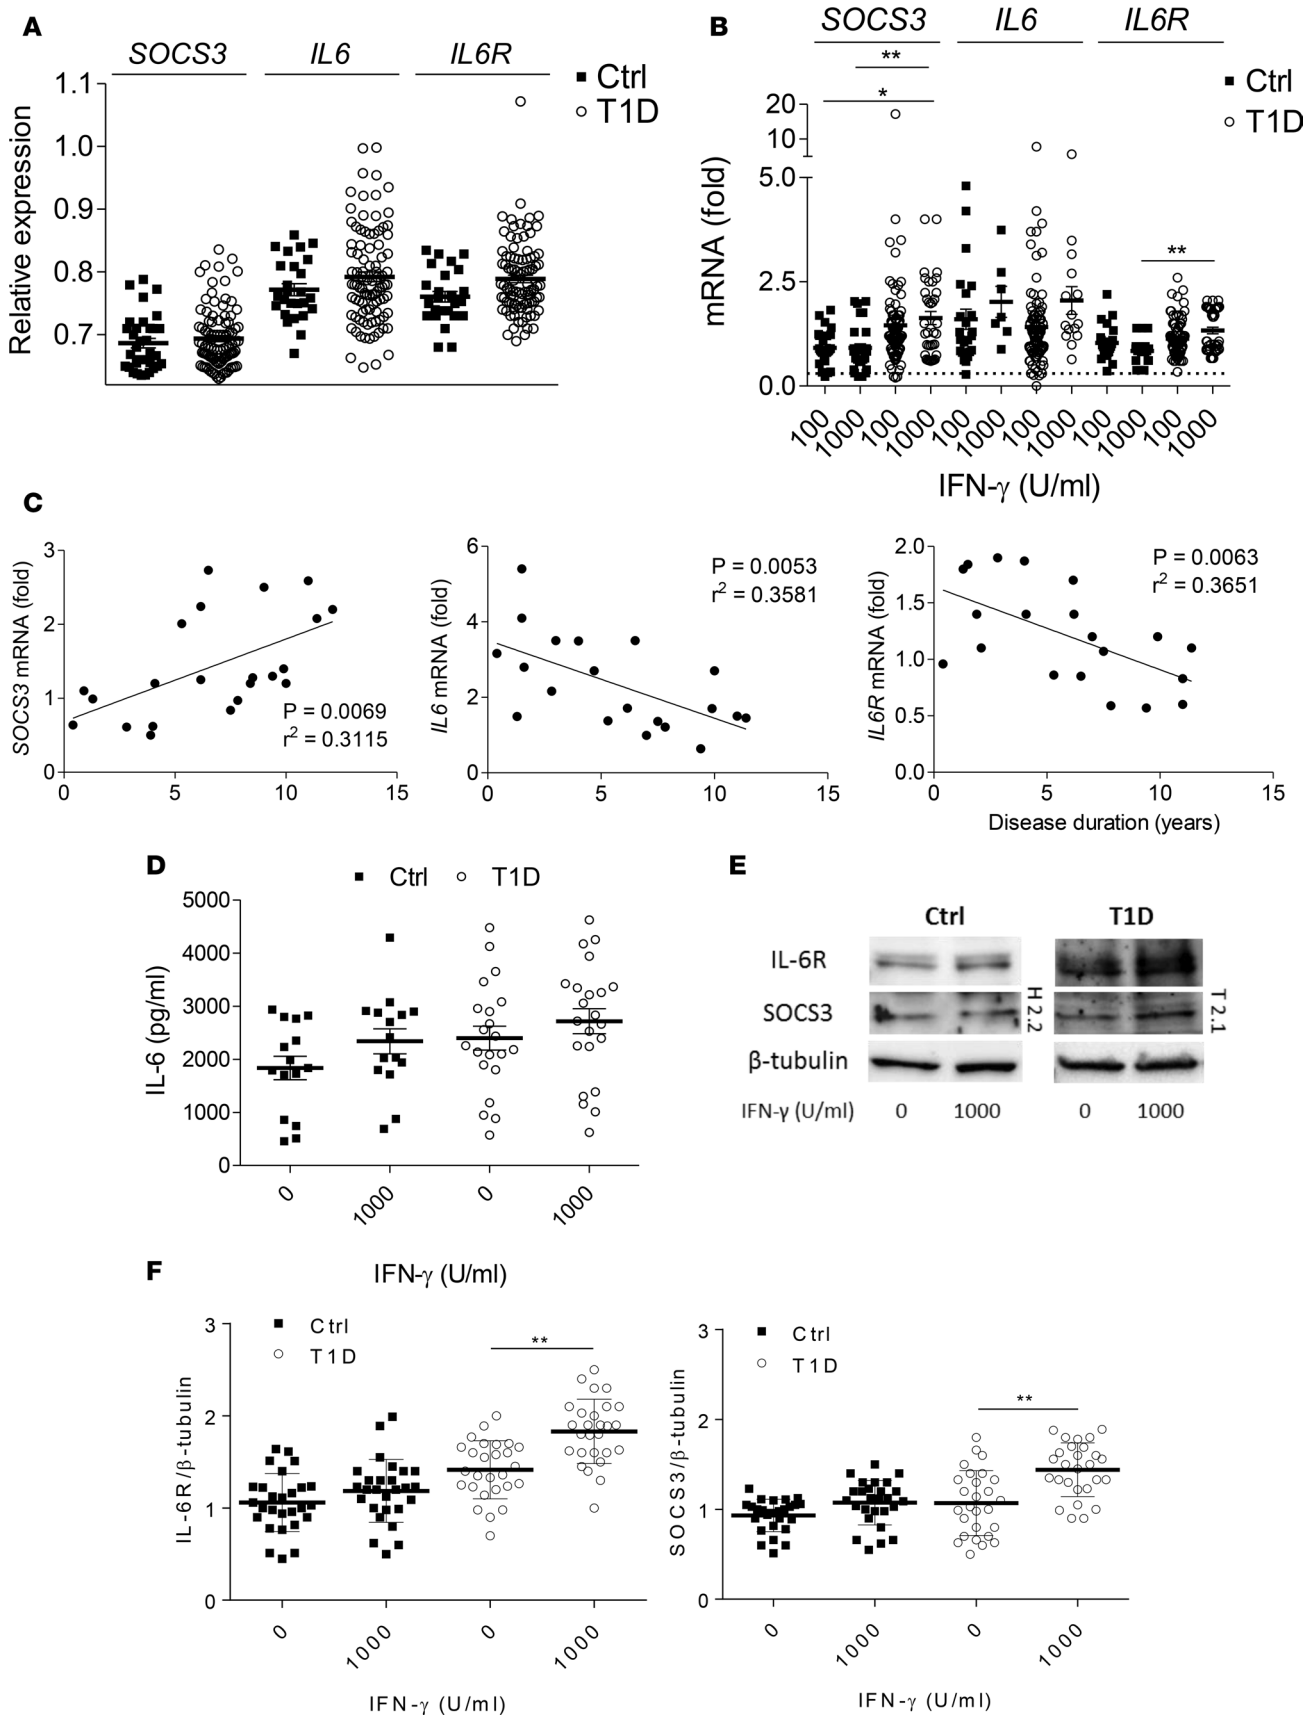 A
SOCS3 IL6 IL6R
Ctrl
T1D
Relative expression
1.1
1.0
0.9
0.8
0.7
B
SOCS3 IL6 IL6R
**
*
**
Ctrl
T1D
mRNA (fold)
20
10
5.0
2.5
0.0
100 1000 100 1000 100 1000 100 1000 100 1000 100 1000
IFN-γ (U/ml)
C
SOCS3 mRNA (fold)
3
2
1
0
0 5 10 15
P = 0.0069
r² = 0.3115
IL6 mRNA (fold)
6
4
2
0
0 5 10 15
P = 0.0053
r² = 0.3581
IL6R mRNA (fold)
2.0
1.5
1.0
0.5
0.0
0 5 10 15
P = 0.0063
r² = 0.3651
Disease duration (years)
D
Ctrl T1D
IL-6 (pg/ml)
5000
4000
3000
2000
1000
0
0 1000 0 1000
IFN-γ (U/ml)
E
Ctrl T1D
IL-6R
SOCS3
β-tubulin
H 2.2
T 2.1
IFN-γ (U/ml) 0 1000 0 1000
F
Ctrl
T1D
**
IL-6R/β-tubulin
3
2
1
0
0 1000 0 1000
IFN-γ (U/ml)
Ctrl
T1D
**
SOCS3/β-tubulin
3
2
1
0
0 1000 0 1000
IFN-γ (U/ml)